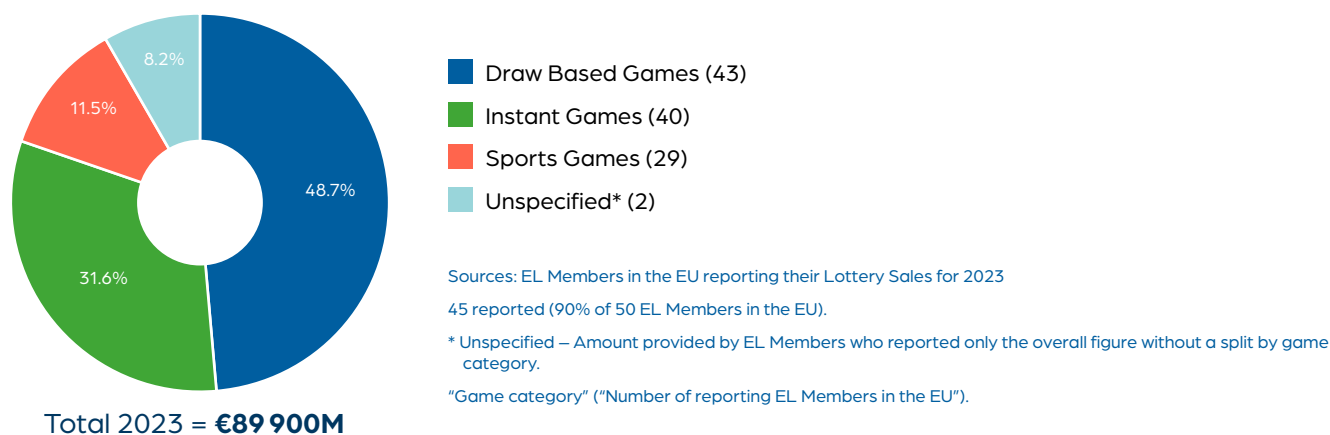 8.2%
11.5%
48.7%
31.6%
Total 2023 = €89 900M
Draw Based Games (43)
Instant Games (40)
Sports Games (29)
Unspecified* (2)
Sources: EL Members in the EU reporting their Lottery Sales for 2023
45 reported (90% of 50 EL Members in the EU).
* Unspecified – Amount provided by EL Members who reported only the overall figure without a split by game
category.
“Game category” (“Number of reporting EL Members in the EU”).